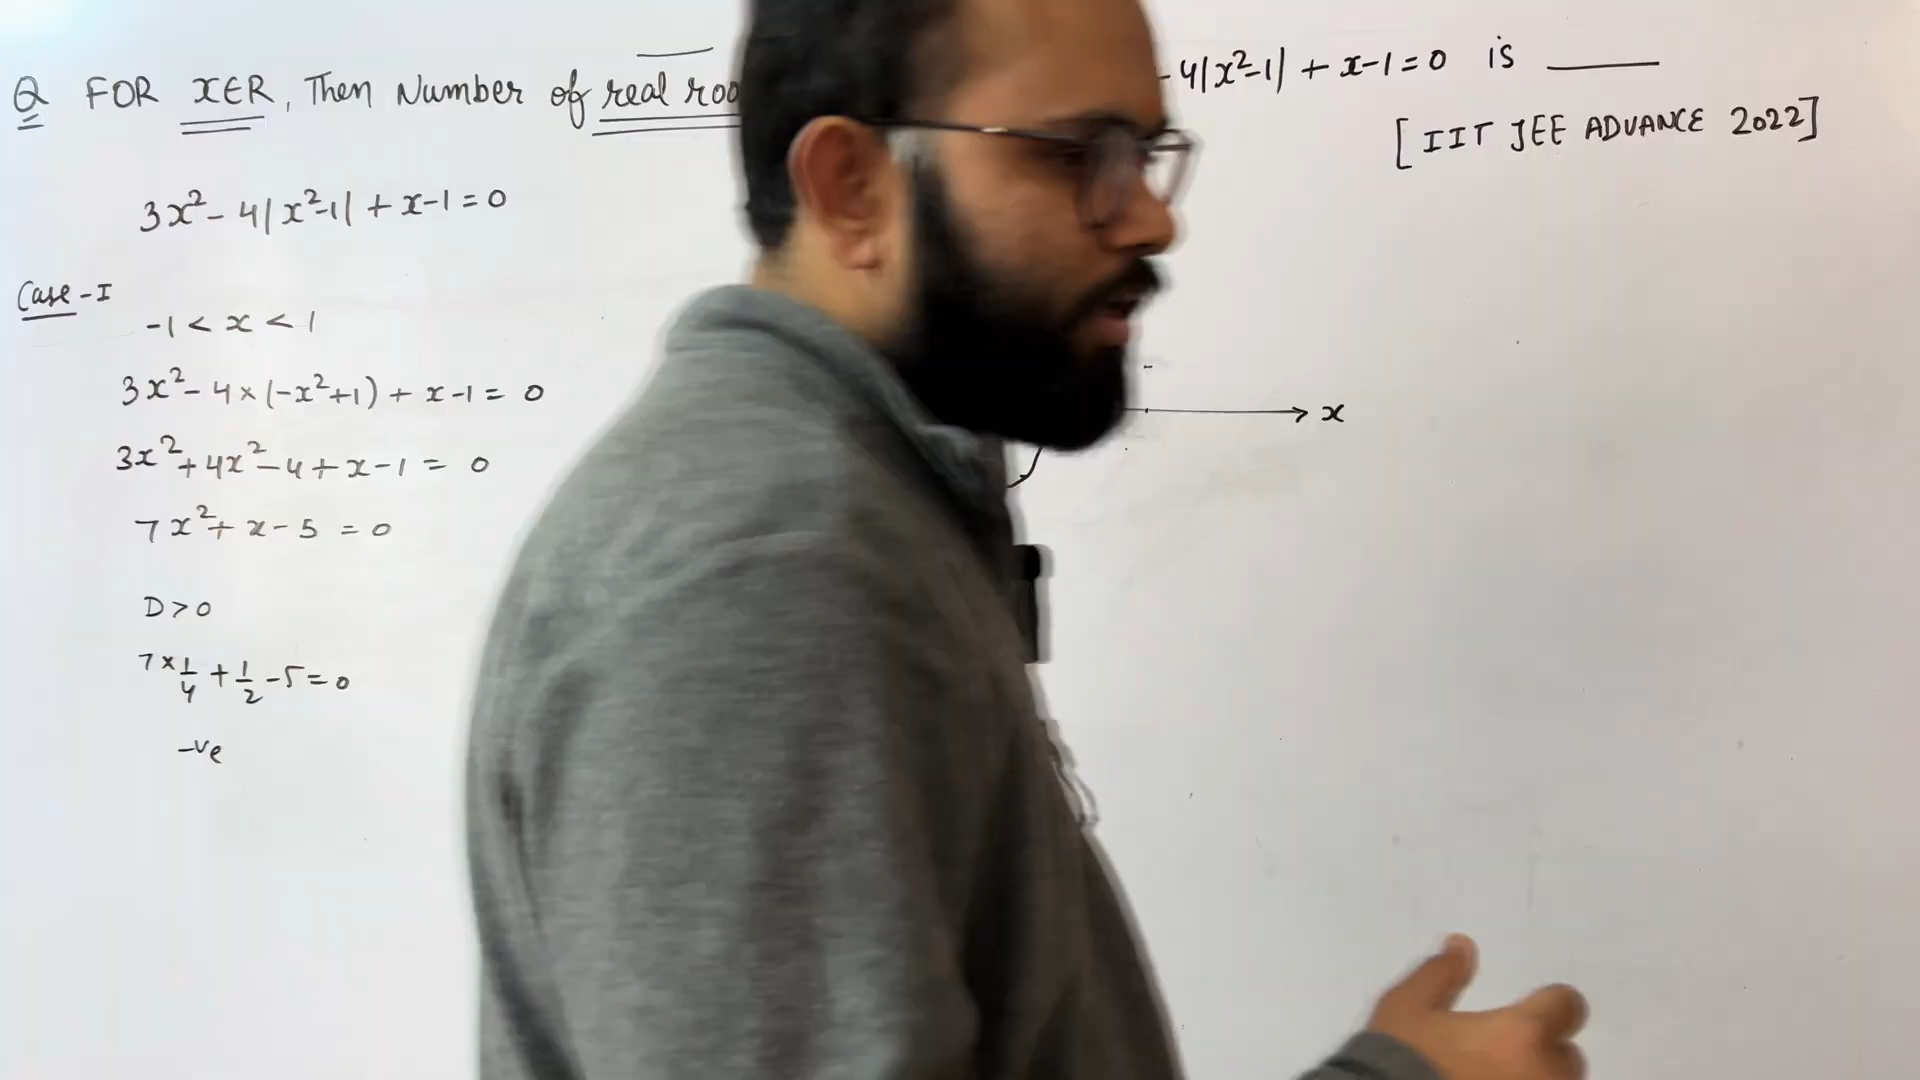 Q FOR x∈R, Then Number of real roo
- 4|x²-1| + x-1 = 0 is ____
[IIT JEE ADVANCE 2022]
3x² - 4|x²-1| + x-1 = 0
Case-I
-1 < x < 1
3x² - 4×(-x²+1) + x-1 = 0
3x² + 4x² - 4 + x - 1 = 0
7x² + x - 5 = 0
D > 0
7×1/4 + 1/2 - 5 = 0
-ve
x